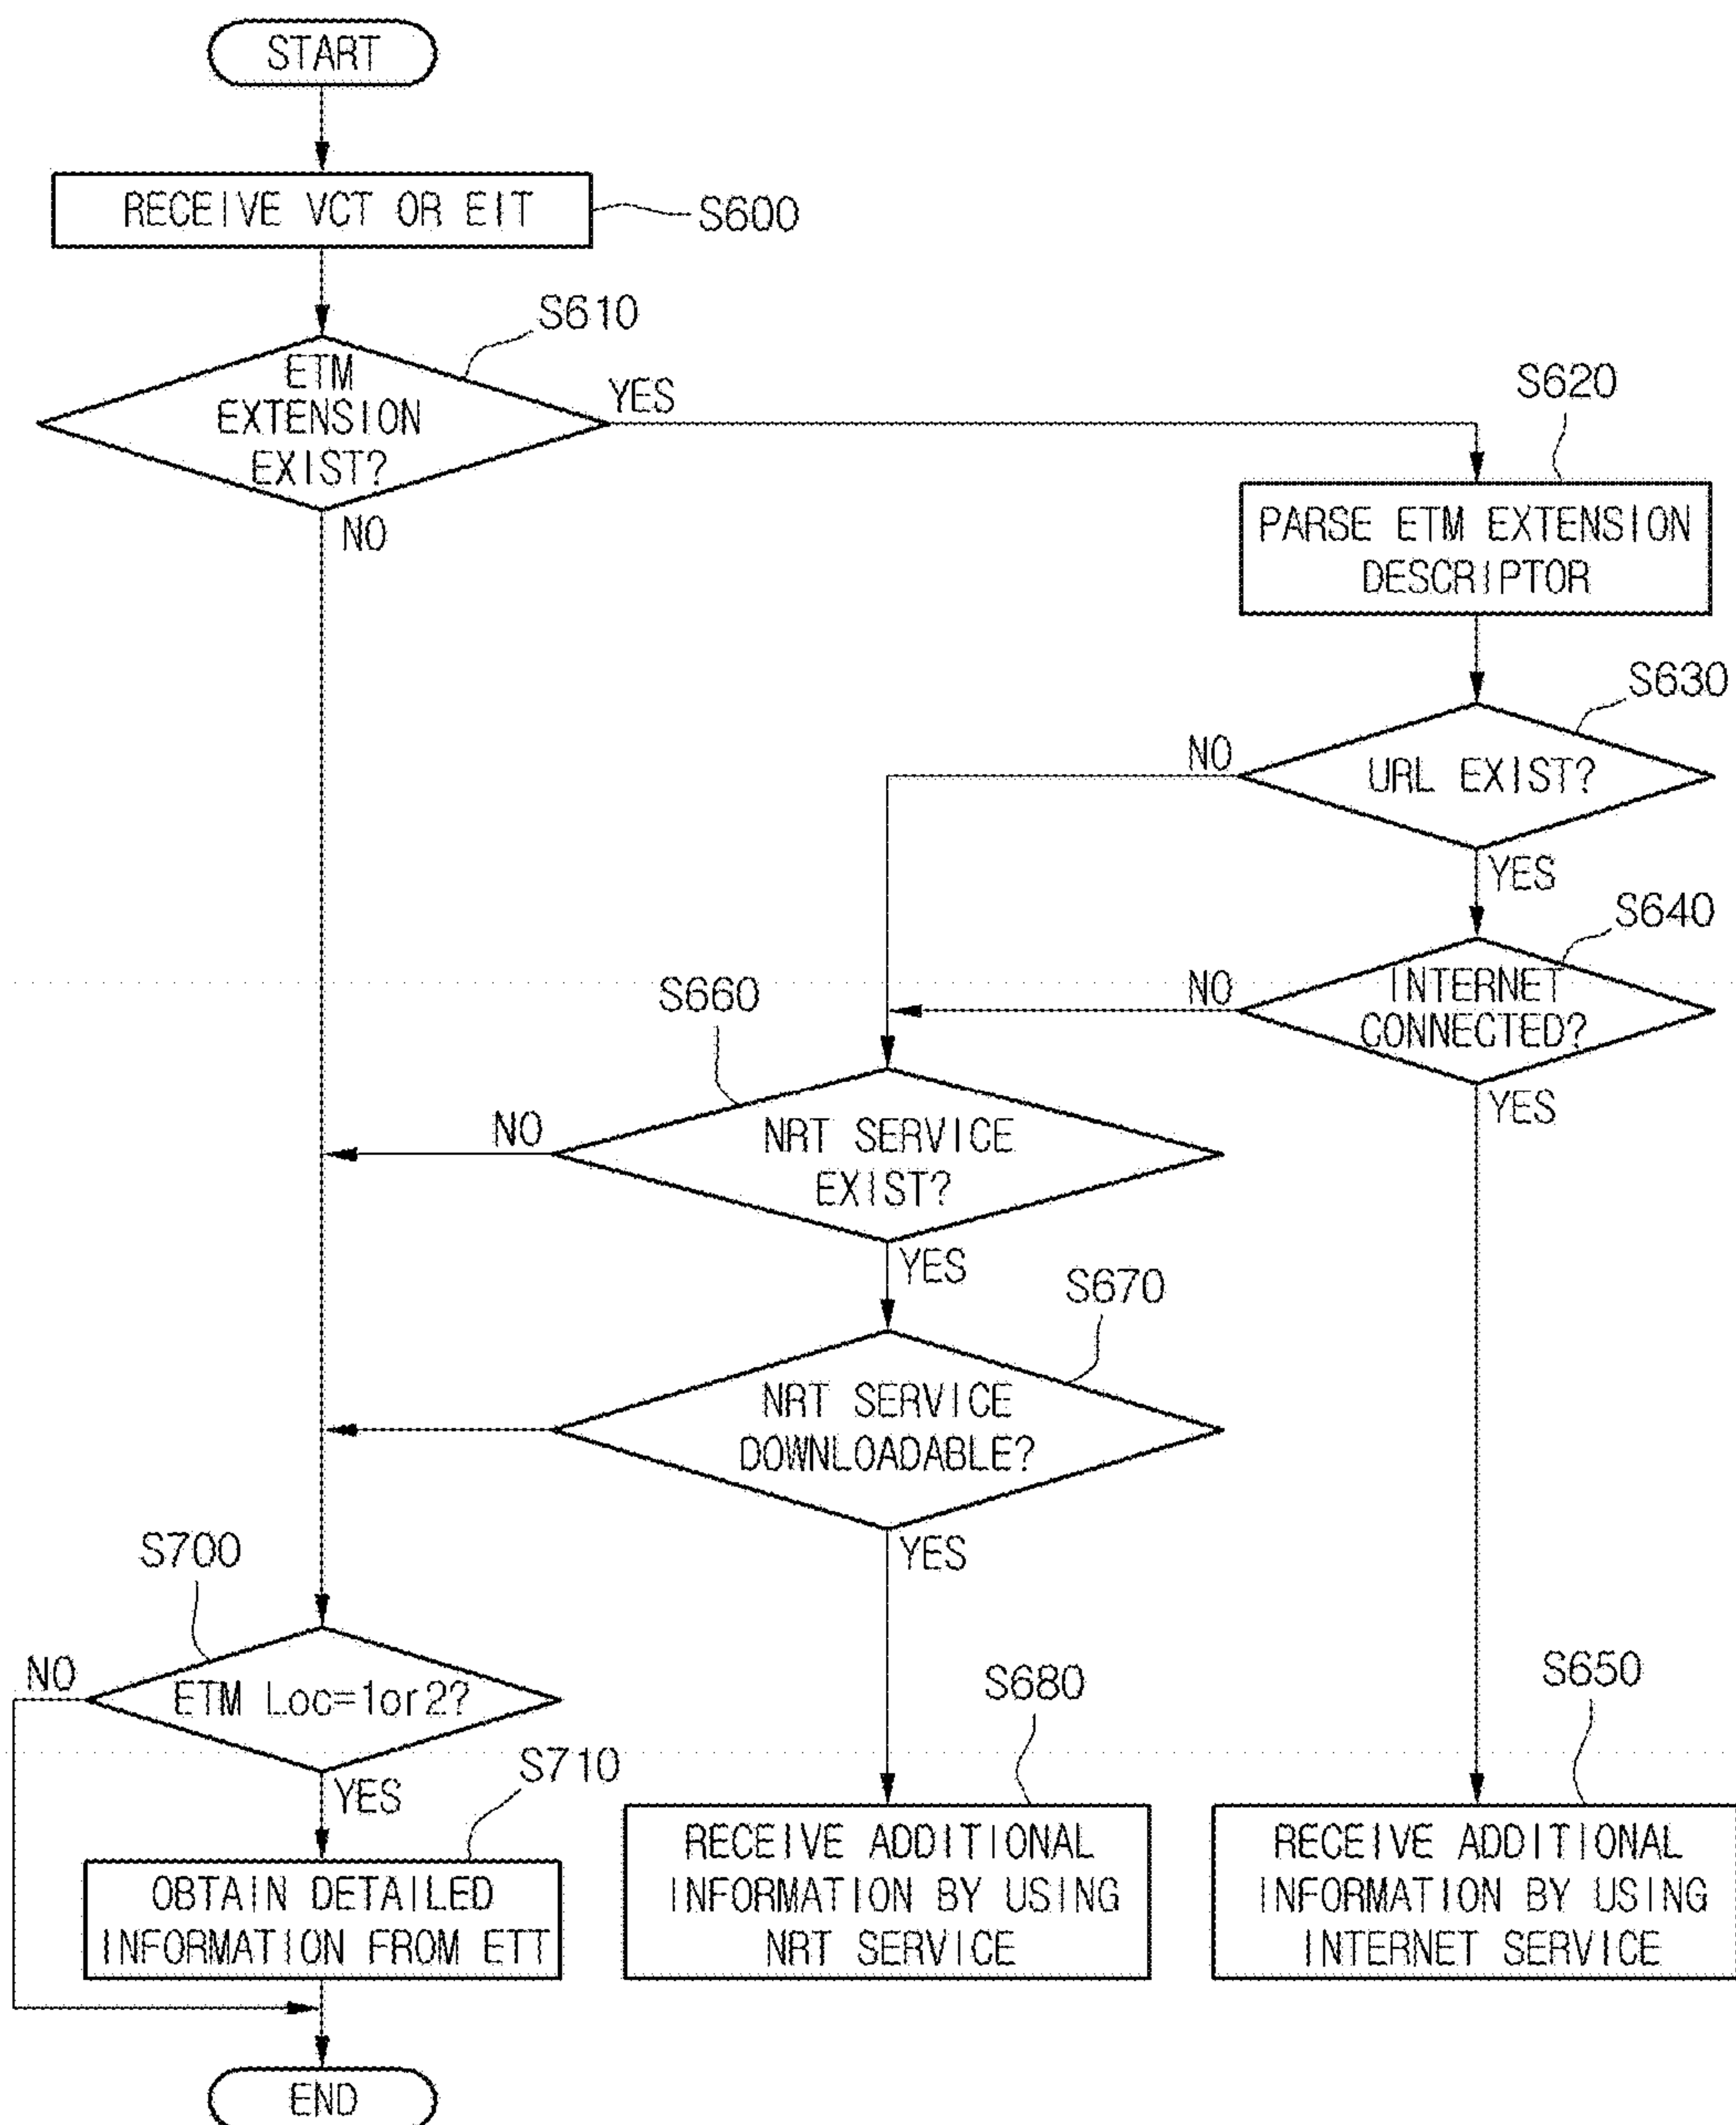 START
RECEIVE VCT OR EIT
S600
S610
ETM
EXTENSION
EXIST?
YES
NO
S620
PARSE ETM EXTENSION
DESCRIPTOR
S630
URL EXIST?
NO
YES
S640
INTERNET
CONNECTED?
NO
YES
S660
NRT SERVICE
EXIST?
NO
YES
S670
NRT SERVICE
DOWNLOADABLE?
YES
S700
ETM Loc=1or2?
NO
YES
S710
OBTAIN DETAILED
INFORMATION FROM ETT
S680
RECEIVE ADDITIONAL
INFORMATION BY USING
NRT SERVICE
S650
RECEIVE ADDITIONAL
INFORMATION BY USING
INTERNET SERVICE
END